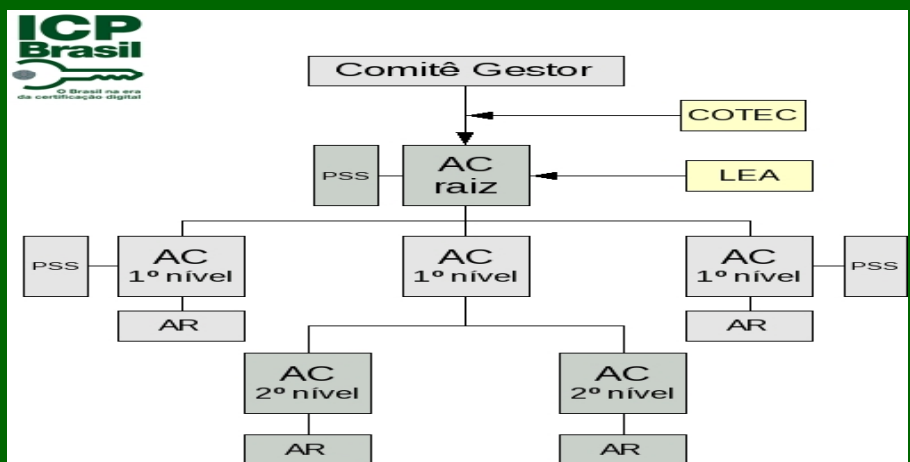 ICP
Brasil
O Brasil na era
da certificação digital
Comitê Gestor
COTEC
PSS
AC
raiz
LEA
PSS
AC
1º nível
AC
1º nível
AC
1º nível
PSS
AR
AR
AC
2º nível
AC
2º nível
AR
AR